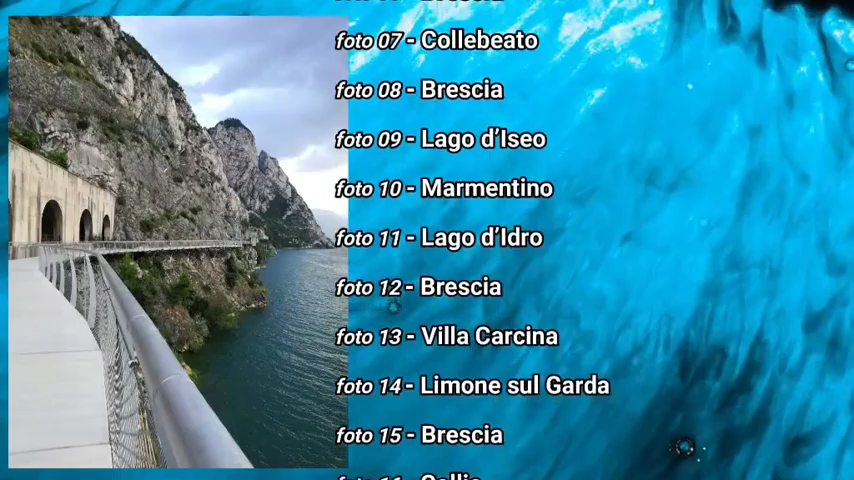 foto 07 - Collebeato
foto 08 - Brescia
foto 09 - Lago d’Iseo
foto 10 - Marmentino
foto 11 - Lago d’Idro
foto 12 - Brescia
foto 13 - Villa Carcina
foto 14 - Limone sul Garda
foto 15 - Brescia